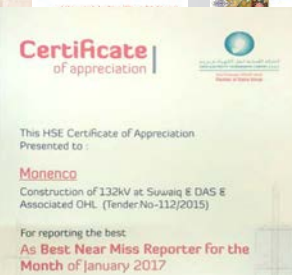 Certificate
of appreciation
This HSE Certificate of Appreciation
Presented to :
Monenco
Construction of 132kV at Suwaiq & DAS &
Associated OHL (Tender No-112/2015)
For reporting the best
As Best Near Miss Reporter for the
Month of January 2017